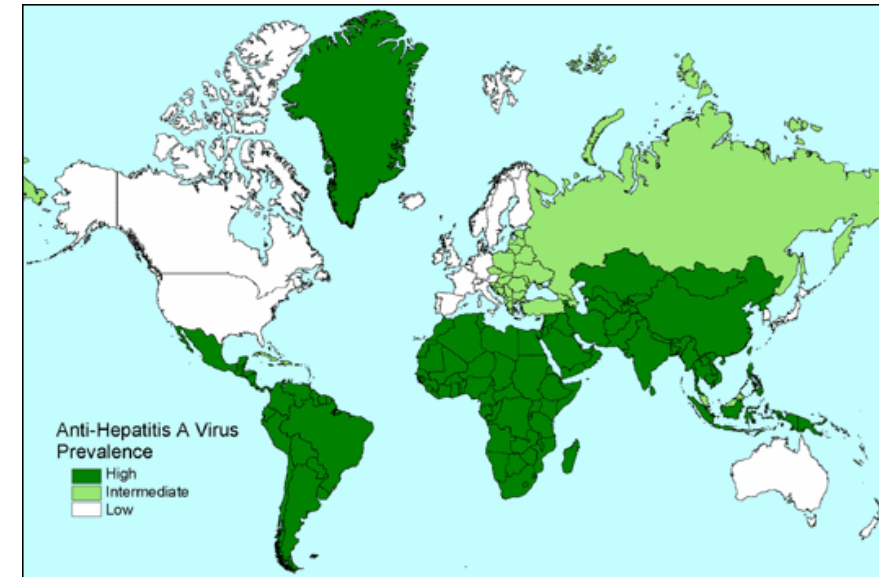 Anti-Hepatitis A Virus
Prevalence
High
Intermediate
Low